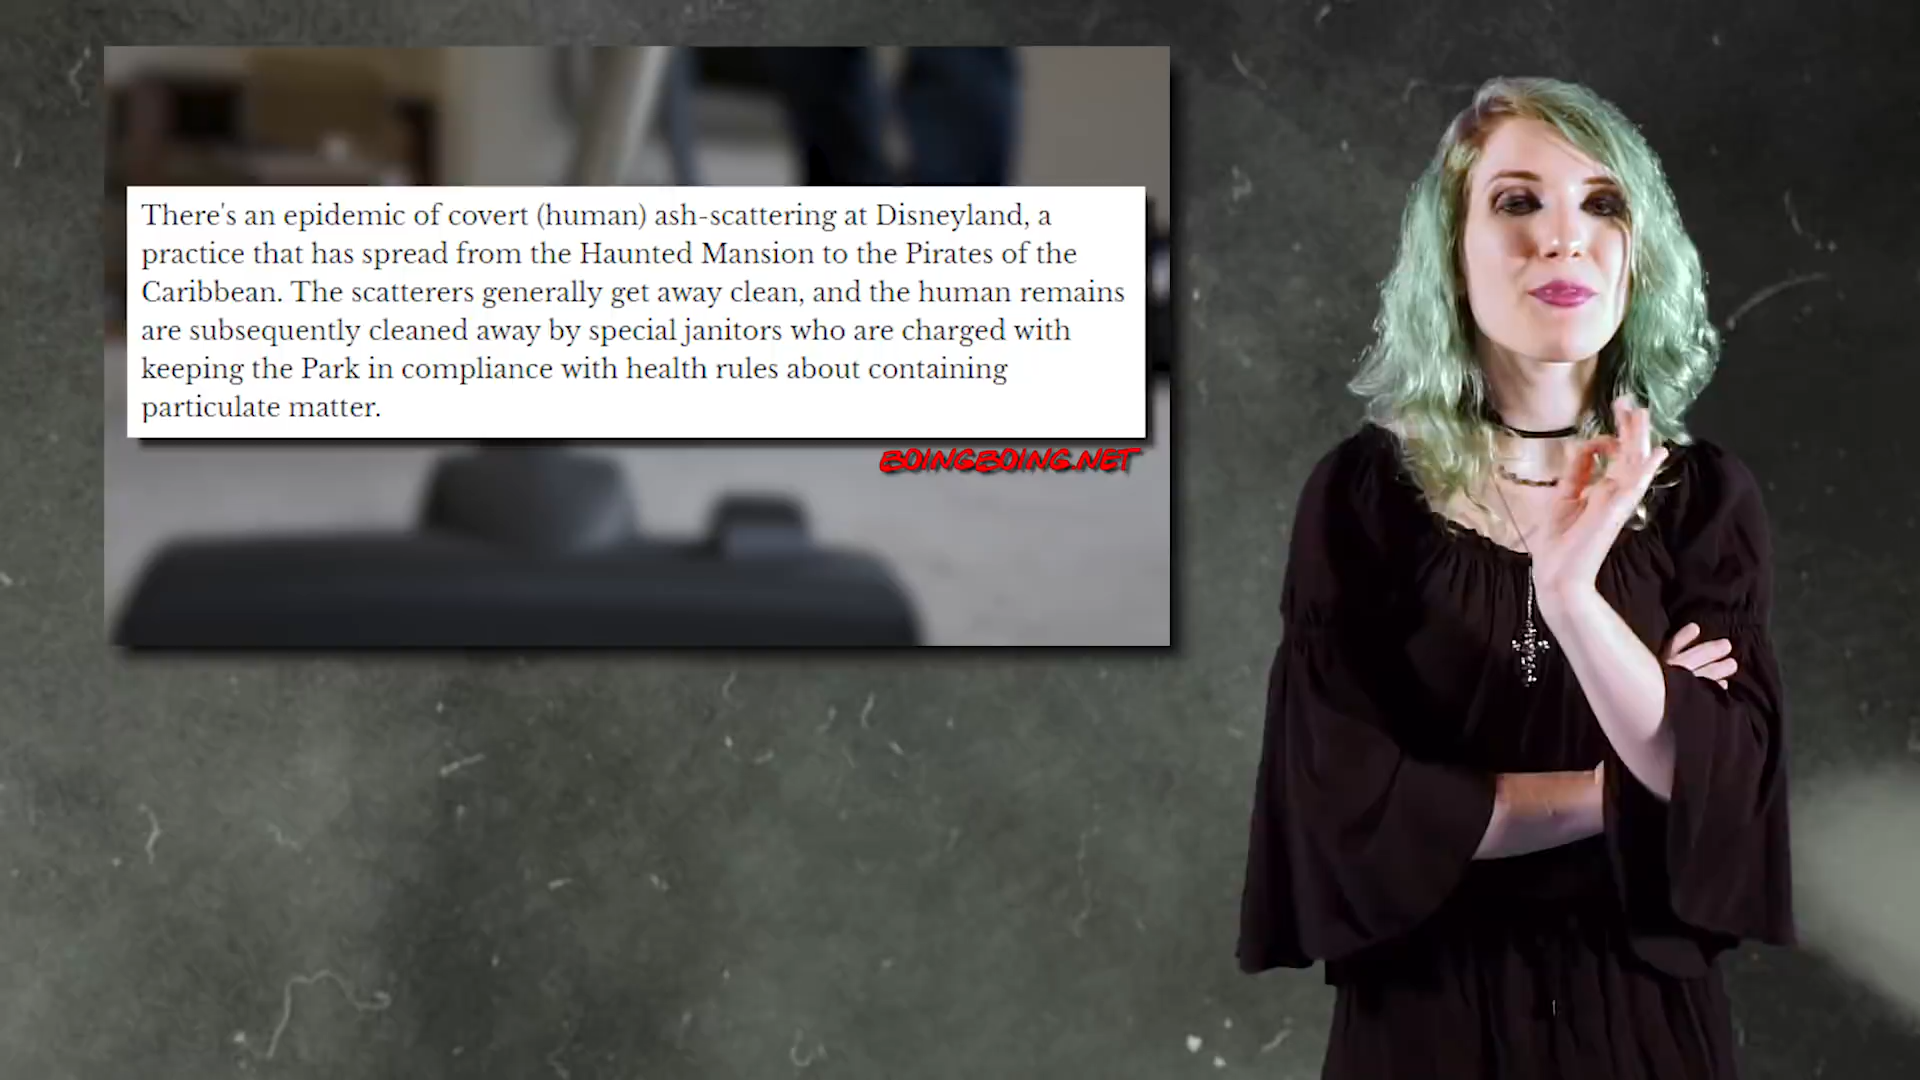 There's an epidemic of covert (human) ash-scattering at Disneyland, a
practice that has spread from the Haunted Mansion to the Pirates of the
Caribbean. The scatterers generally get away clean, and the human remains
are subsequently cleaned away by special janitors who are charged with
keeping the Park in compliance with health rules about containing
particulate matter.
BOINGBOING.NET